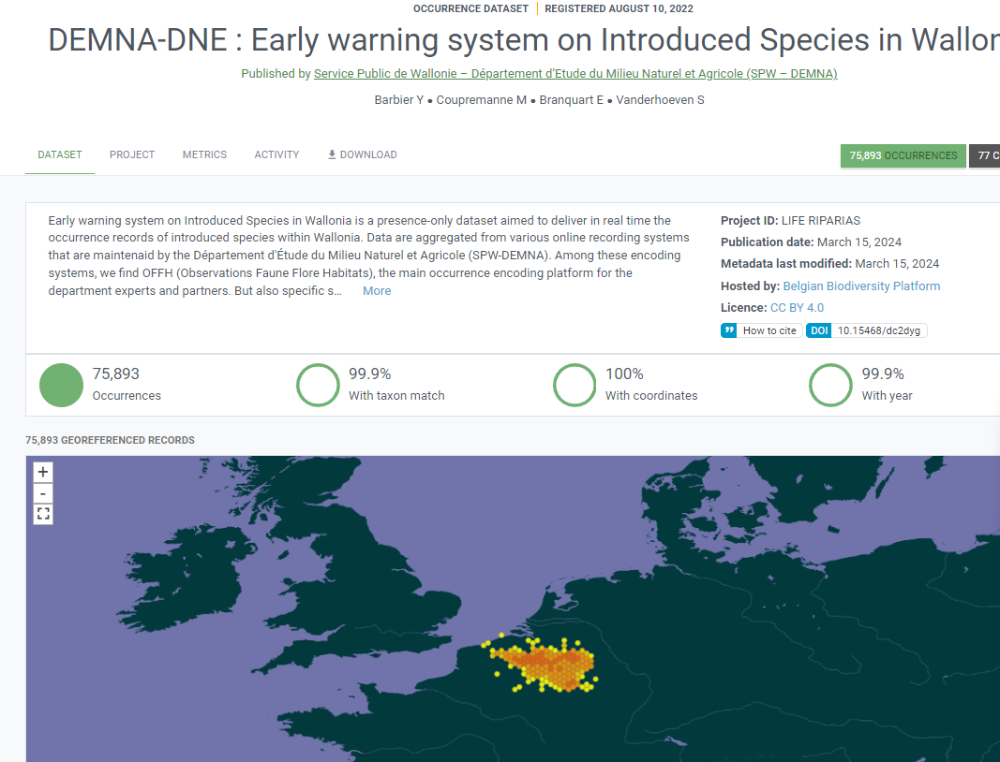 OCCURRENCE DATASET | REGISTERED AUGUST 10, 2022
DEMNA-DNE : Early warning system on Introduced Species in Wallon
Published by Service Public de Wallonie – Département d'Etude du Milieu Naturel et Agricole (SPW – DEMNA)
Barbier Y • Coupremanne M • Branquart E • Vanderhoeven S
DATASET PROJECT METRICS ACTIVITY DOWNLOAD 75,893 OCCURRENCES 77 C
Early warning system on Introduced Species in Wallonia is a presence-only dataset aimed to deliver in real time the
occurrence records of introduced species within Wallonia. Data are aggregated from various online recording systems
that are maintenaid by the Département d'Étude du Milieu Naturel et Agricole (SPW-DEMNA). Among these encoding
systems, we find OFFH (Observations Faune Flore Habitats), the main occurrence encoding platform for the
department experts and partners. But also specific s... More
Project ID: LIFE RIPARIAS
Publication date: March 15, 2024
Metadata last modified: March 15, 2024
Hosted by: Belgian Biodiversity Platform
Licence: CC BY 4.0
How to cite DOI 10.15468/dc2dyg
75,893
Occurrences
99.9%
With taxon match
100%
With coordinates
99.9%
With year
75,893 GEOREFERENCED RECORDS
+
-